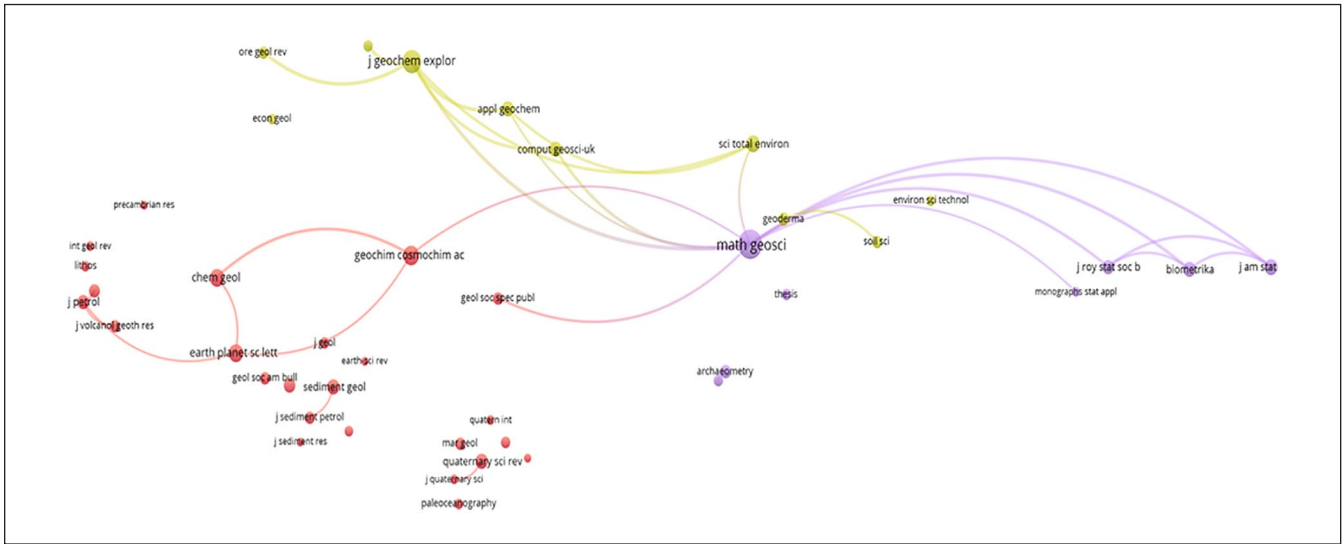 ore geol rev
j geochem explor
econ geol
appl geochem
comput geosci-uk
sci total environ
precambrian res
environ sci technol
geoderma
soil sci
math geosci
int geol rev
lithos
geochim cosmochim ac
chem geol
j roy stat soc b
biometrika
j am stat
monographs stat appl
thesis
geol soc spec publ
j petrol
j volcanol geoth res
j geol
earth planet sc lett
earth-sci rev
geol soc am bull
sediment geol
archaeometry
j sediment petrol
j sediment res
quatern int
mar geol
quaternary sci rev
j quaternary sci
paleoceanography